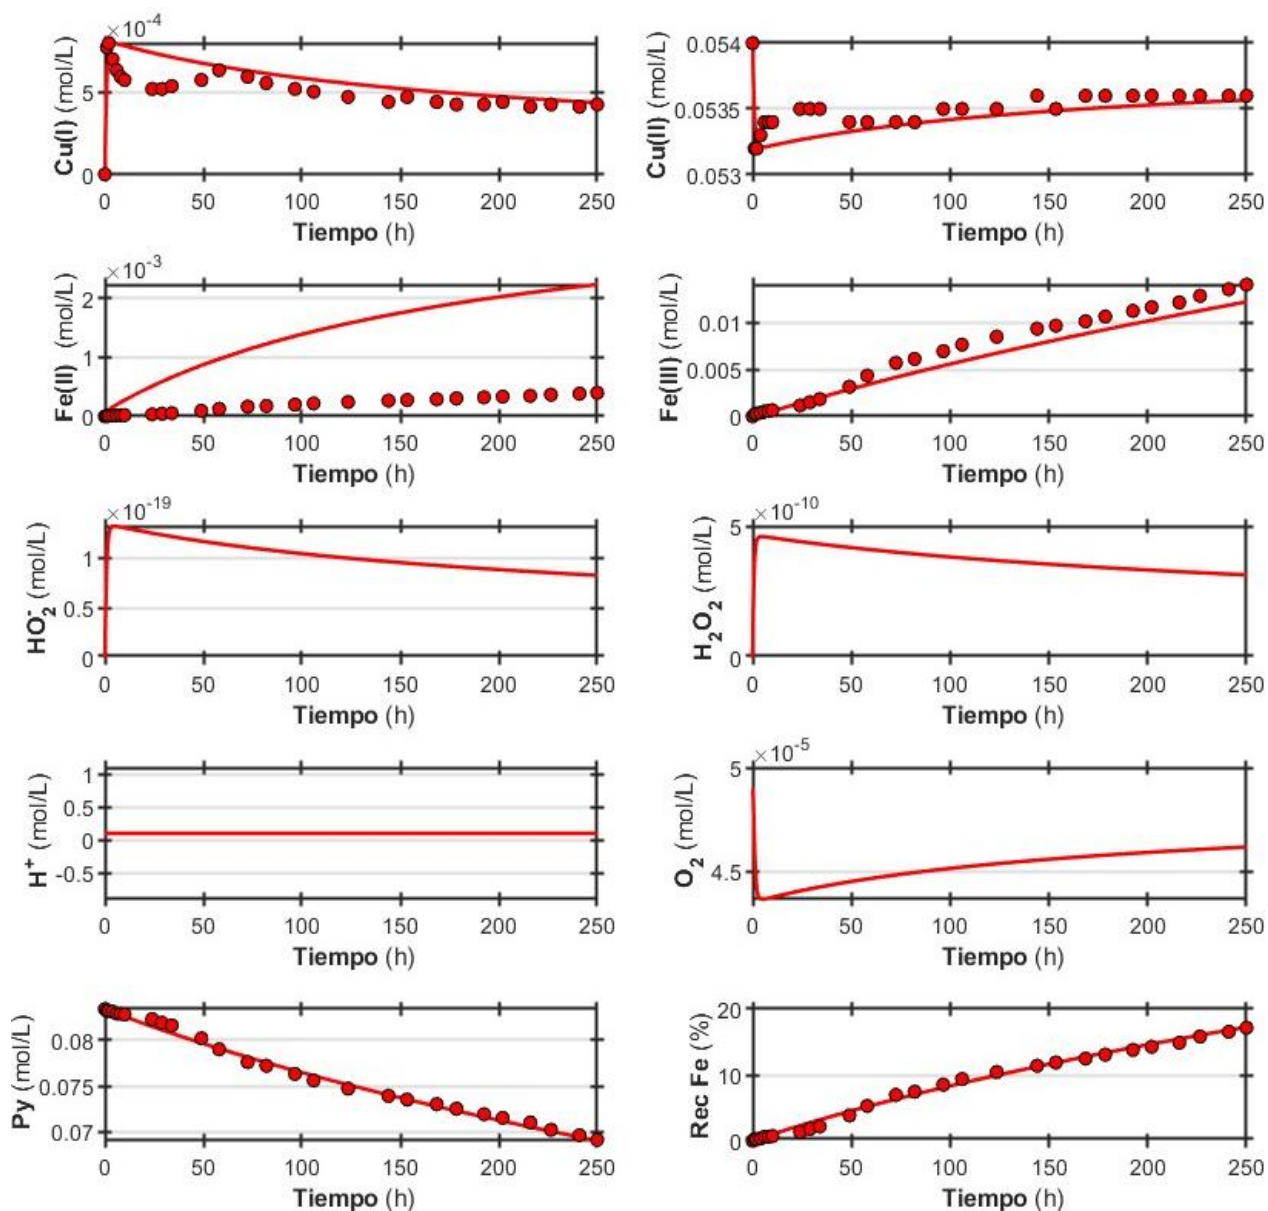 ×10⁻⁴
Cu(I) (mol/L)
5
0
0 50 100 150 200 250
Tiempo (h)
Cu(II) (mol/L)
0.054
0.0535
0.053
0 50 100 150 200 250
Tiempo (h)
×10⁻³
Fe(II) (mol/L)
2
1
0
0 50 100 150 200 250
Tiempo (h)
Fe(III) (mol/L)
0.01
0.005
0
0 50 100 150 200 250
Tiempo (h)
×10⁻¹⁹
HO₂⁻ (mol/L)
1
0.5
0
0 50 100 150 200 250
Tiempo (h)
×10⁻¹⁰
H₂O₂ (mol/L)
5
0
0 50 100 150 200 250
Tiempo (h)
H⁺ (mol/L)
1
0.5
0
-0.5
0 50 100 150 200 250
Tiempo (h)
×10⁻⁵
O₂ (mol/L)
5
4.5
0 50 100 150 200 250
Tiempo (h)
Py (mol/L)
0.08
0.075
0.07
0 50 100 150 200 250
Tiempo (h)
Rec Fe (%)
20
10
0
0 50 100 150 200 250
Tiempo (h)